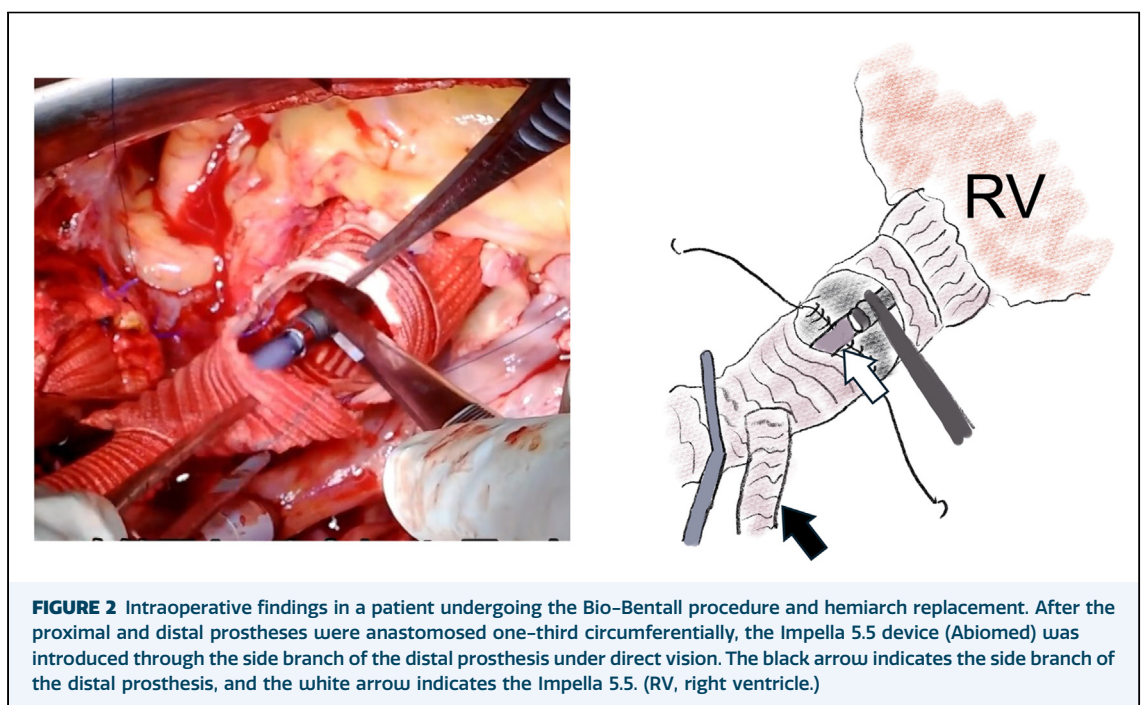 RV
FIGURE 2 Intraoperative findings in a patient undergoing the Bio-Bentall procedure and hemiarch replacement. After the
proximal and distal prostheses were anastomosed one-third circumferentially, the Impella 5.5 device (Abiomed) was
introduced through the side branch of the distal prosthesis under direct vision. The black arrow indicates the side branch of
the distal prosthesis, and the white arrow indicates the Impella 5.5. (RV, right ventricle.)